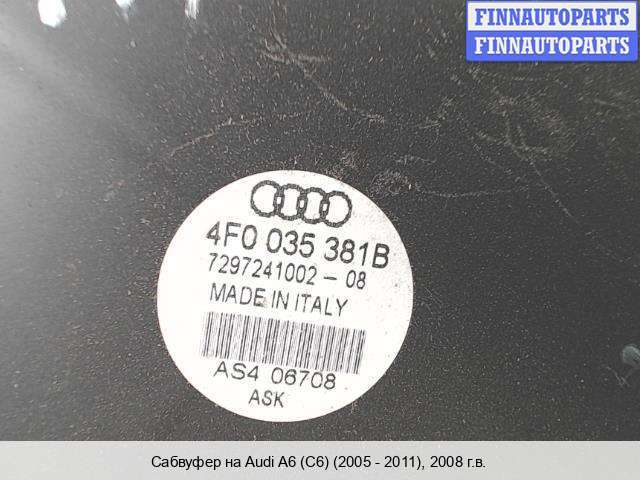 FINNAUTOPARTS
FINNAUTOPARTS
4F0 035 381B
7297241002-08
MADE IN ITALY
AS4 06708
ASK
Сабвуфер на Audi A6 (C6) (2005 - 2011), 2008 г.в.